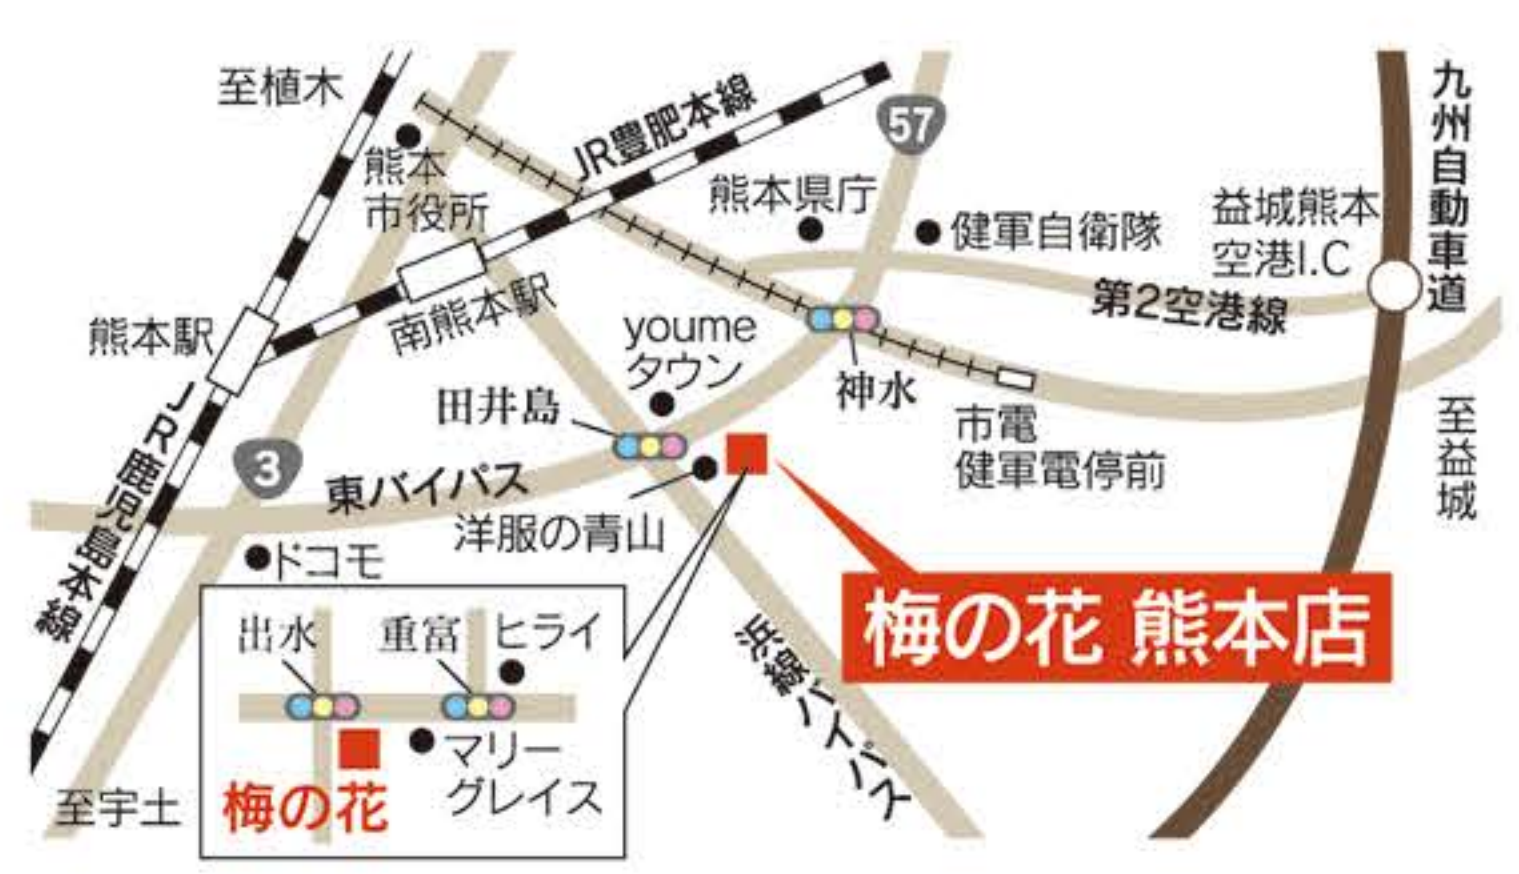 至植木
熊本
市役所
JR豊肥本線
57
熊本県庁
健軍自衛隊
益城熊本
空港I.C
九州自動車道
第2空港線
熊本駅
南熊本駅
youme
タウン
神水
田井島
市電
健軍電停前
至益城
JR鹿児島本線
3
東バイパス
洋服の青山
ドコモ
梅の花 熊本店
浜線バイパス
出水
重富
ヒライ
マリー
グレイス
梅の花
至宇土